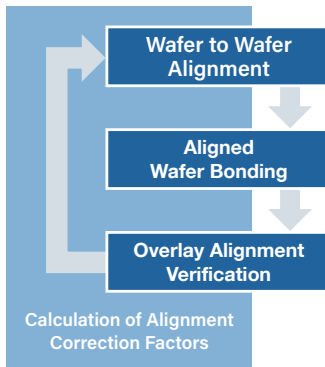 Wafer to Wafer
Alignment
Aligned
Wafer Bonding
Overlay Alignment
Verification
Calculation of Alignment
Correction Factors